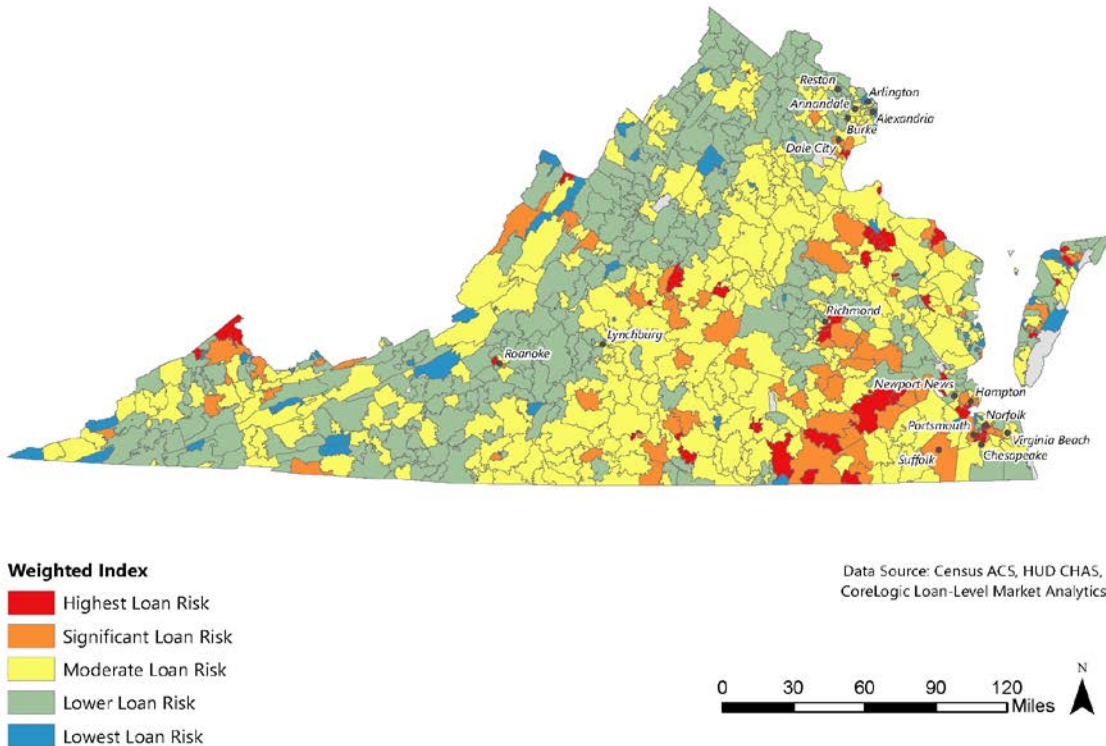 Reston
Arlington
Annandale
Alexandria
Burke
Dale City
Richmond
Lynchburg
Roanoke
Newport News
Hampton
Norfolk
Portsmouth
Virginia Beach
Suffolk
Chesapeake
Weighted Index
Highest Loan Risk
Significant Loan Risk
Moderate Loan Risk
Lower Loan Risk
Lowest Loan Risk
Data Source: Census ACS, HUD CHAS,
CoreLogic Loan-Level Market Analytics
N
0 30 60 90 120
Miles